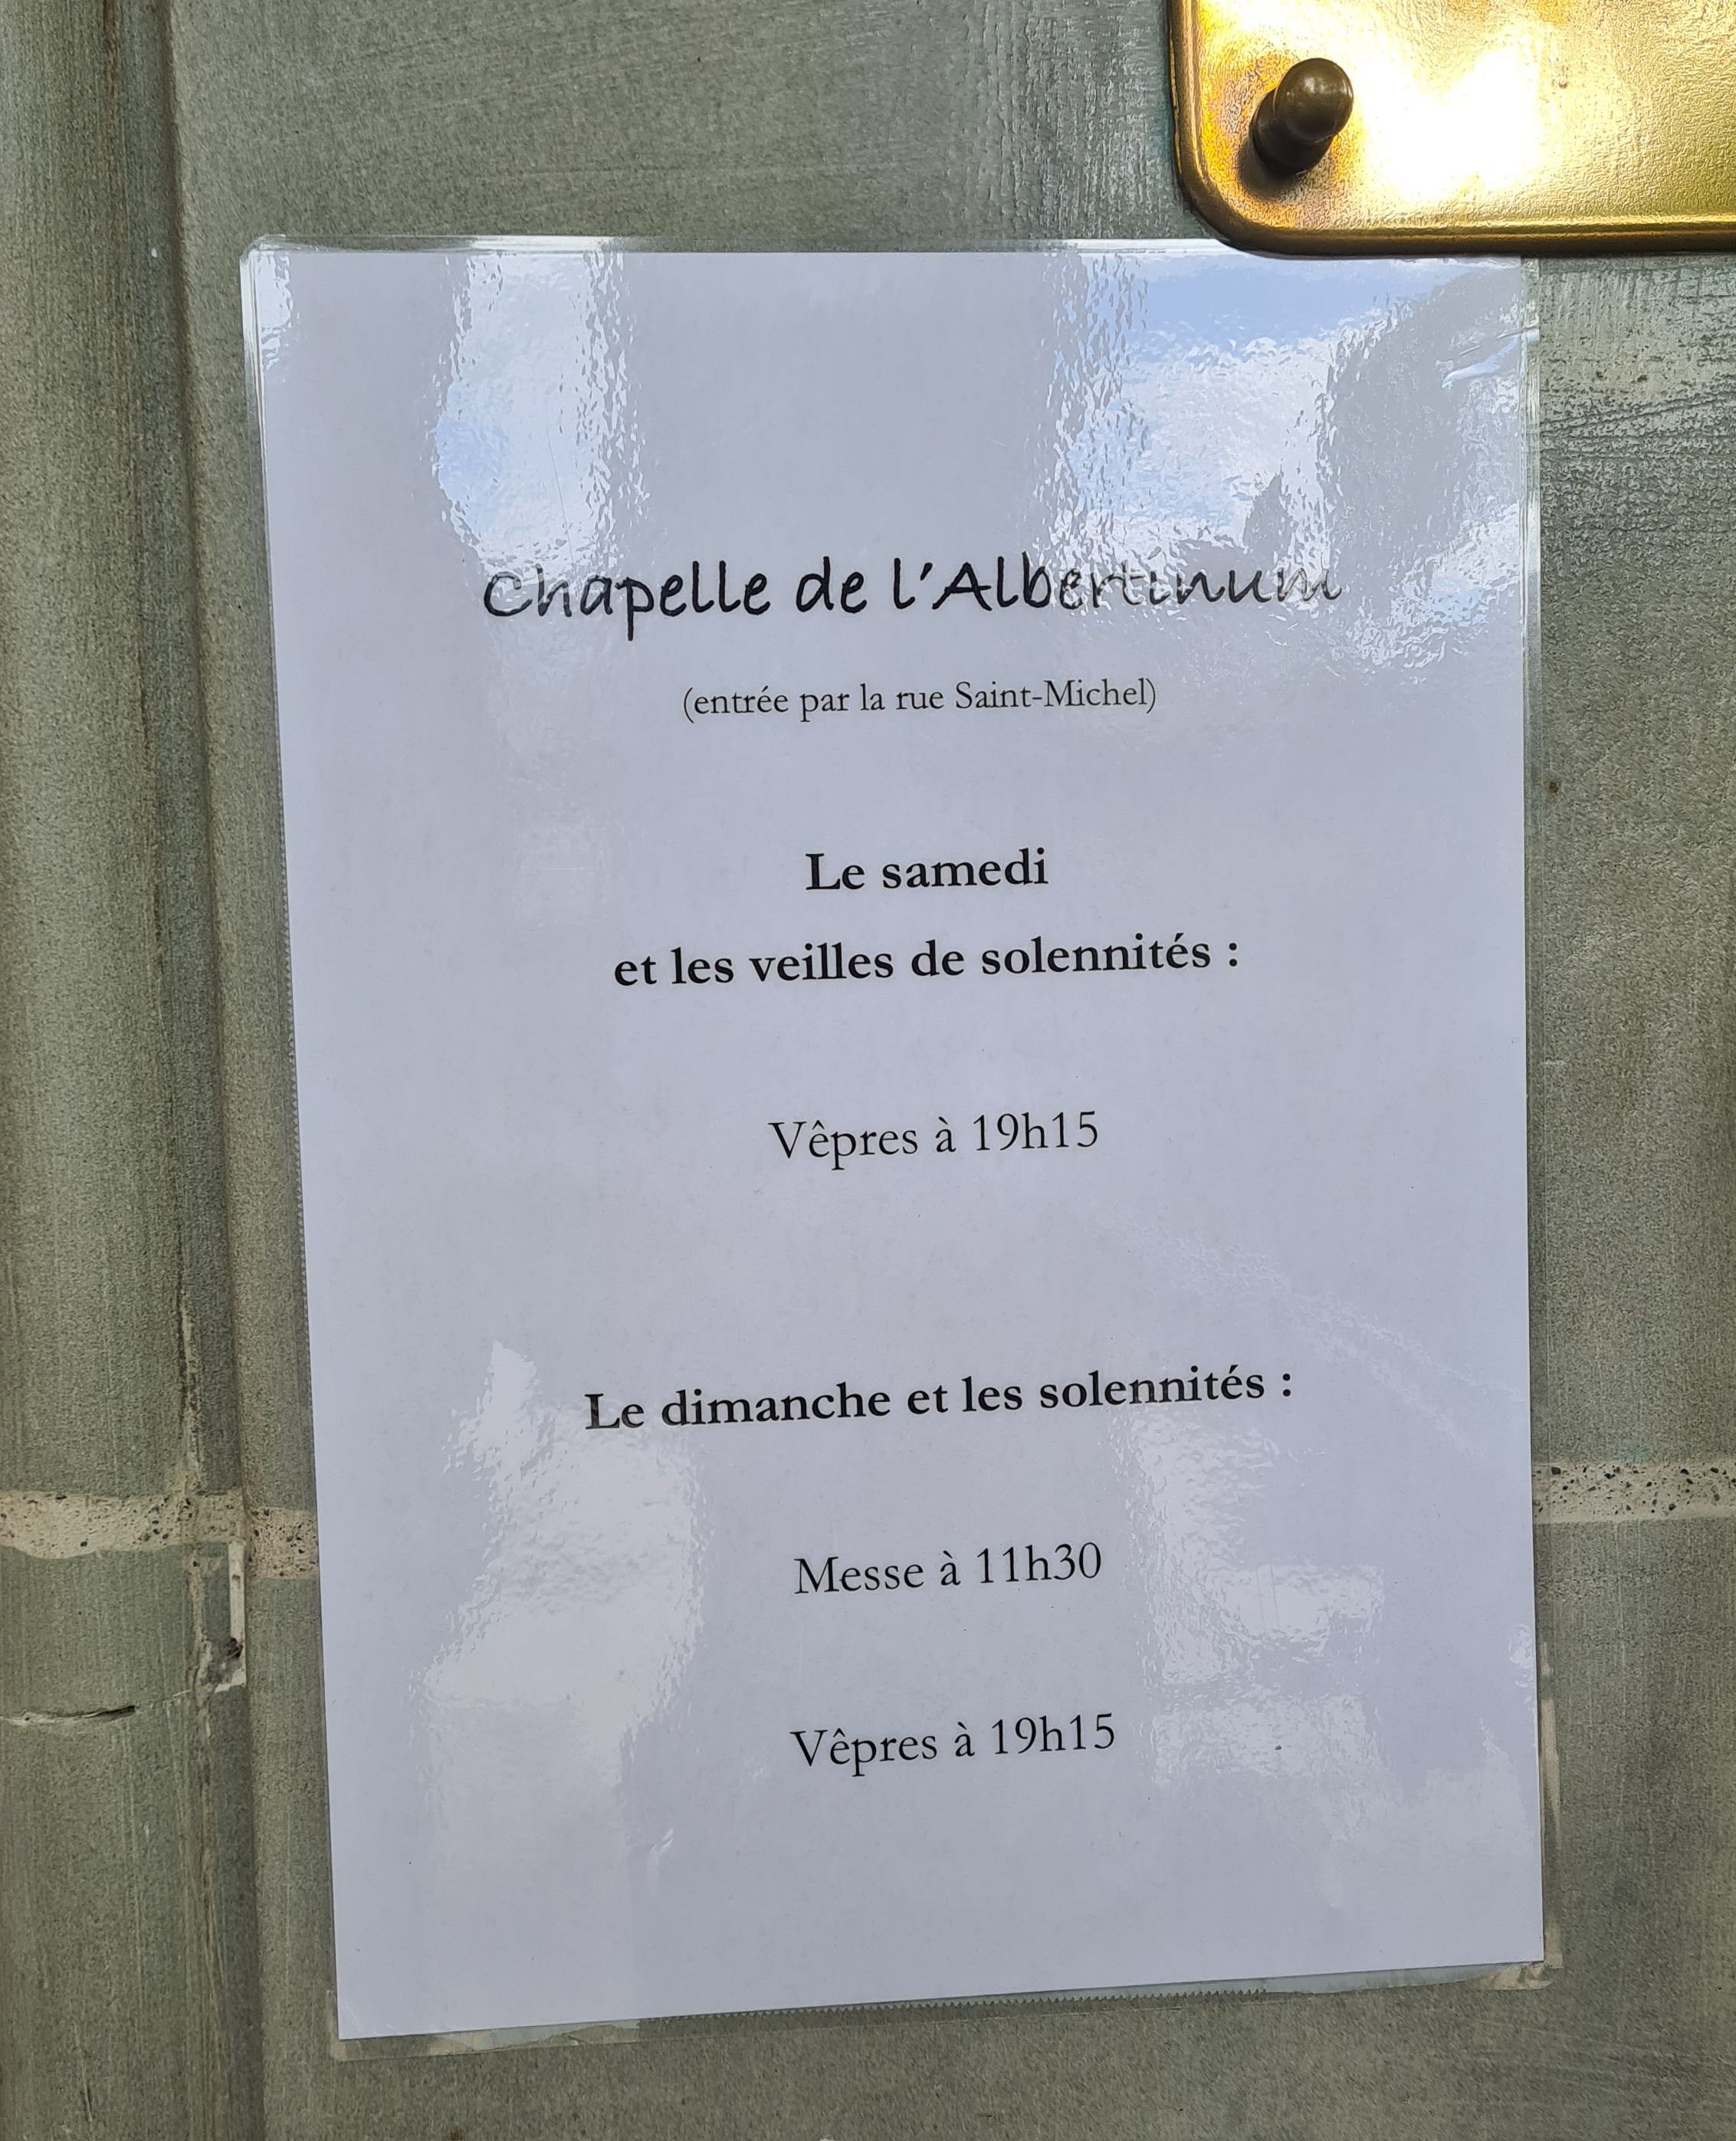 Chapelle de l'Albertinum
(entrée par la rue Saint-Michel)
Le samedi
et les veilles de solennités :
Vêpres à 19h15
Le dimanche et les solennités :
Messe à 11h30
Vêpres à 19h15